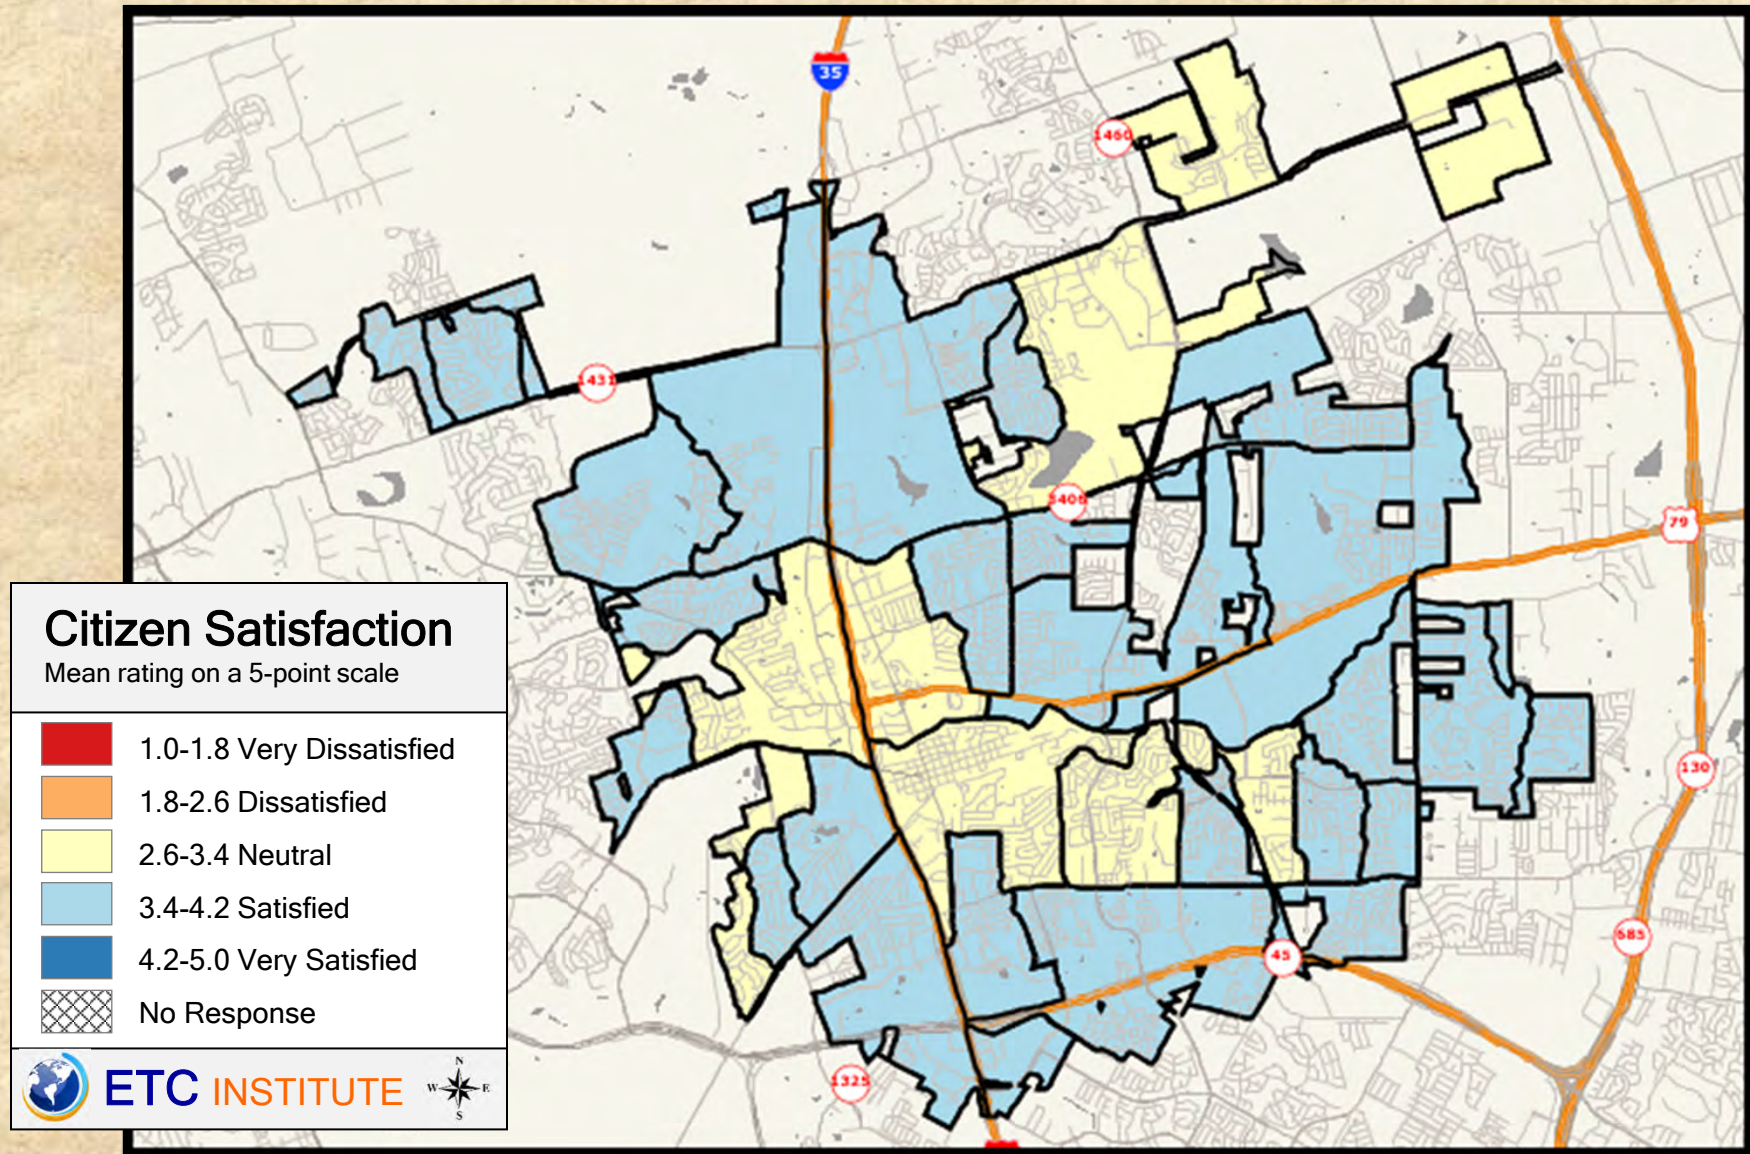 35
1460
1431
3406
79
Citizen Satisfaction
Mean rating on a 5-point scale
1.0-1.8 Very Dissatisfied
1.8-2.6 Dissatisfied
2.6-3.4 Neutral
3.4-4.2 Satisfied
4.2-5.0 Very Satisfied
No Response
ETC INSTITUTE
N
W E
S
130
685
45
1325